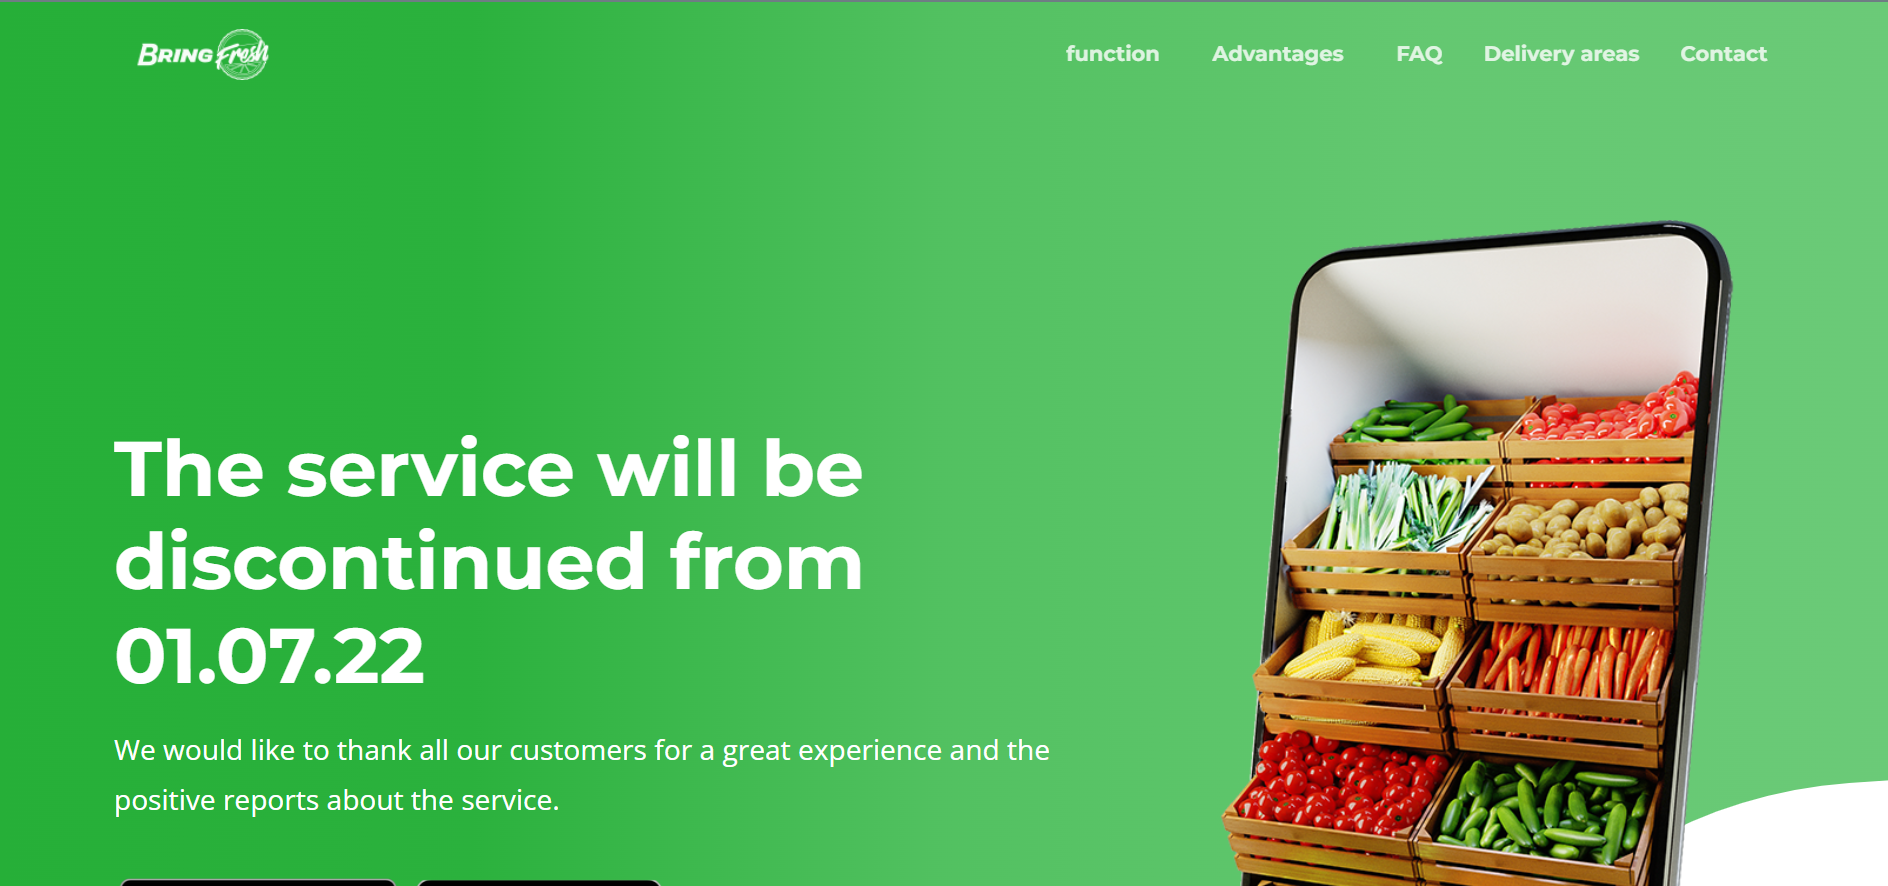 BRING Fresh
function Advantages FAQ Delivery areas Contact
The service will be
discontinued from
01.07.22
We would like to thank all our customers for a great experience and the
positive reports about the service.